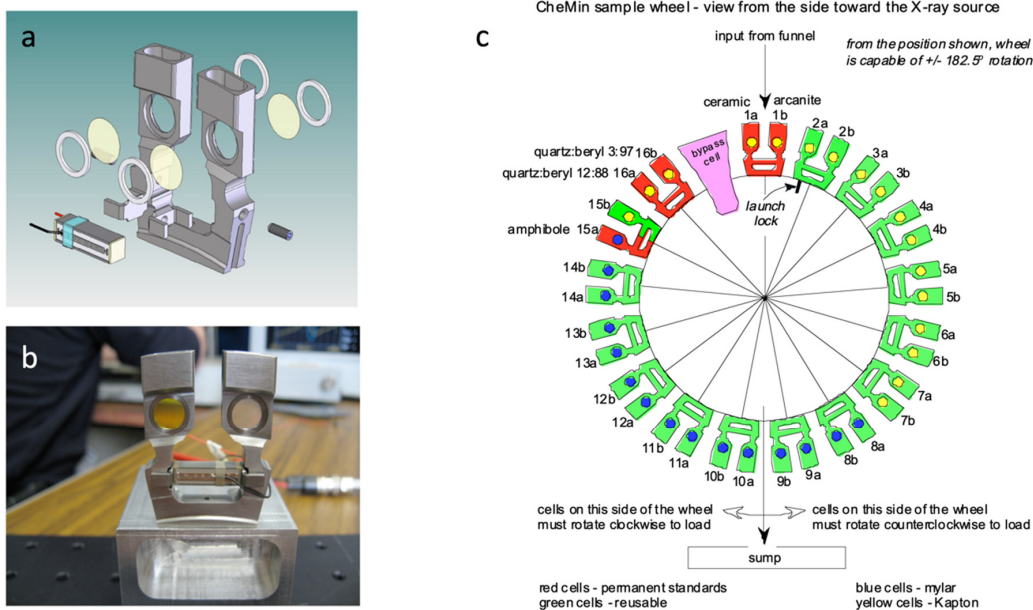 CheMin sample wheel - view from the side toward the X-ray source
a
c
input from funnel
from the position shown, wheel
is capable of +/- 182.5º rotation
ceramic
arcanite
1a
1b
2a
2b
3a
3b
4a
4b
5a
5b
6a
6b
7a
7b
8a
8b
9a
9b
10a
10b
11a
11b
12a
12b
13a
13b
14a
14b
amphibole 15a
15b
quartz:beryl 12:88 16a
quartz:beryl 3:97 16b
bypass
cell
launch
lock
b
cells on this side of the wheel
must rotate clockwise to load
cells on this side of the wheel
must rotate counterclockwise to load
sump
red cells - permanent standards
green cells - reusable
blue cells - mylar
yellow cells - Kapton